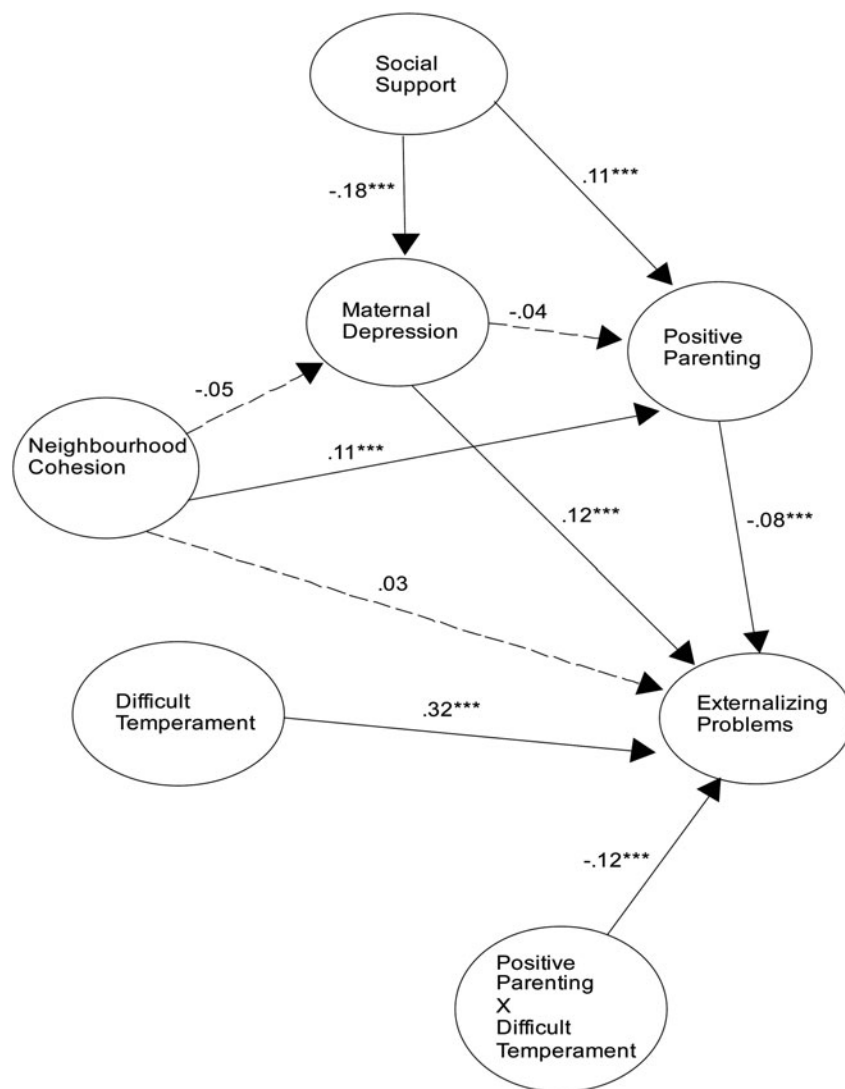 Social
Support
-.18***
.11***
Maternal
Depression
-.04
Positive
Parenting
-.05
Neighbourhood
Cohesion
.11***
.12***
-.08***
.03
Difficult
Temperament
.32***
Externalizing
Problems
-.12***
Positive
Parenting
X
Difficult
Temperament